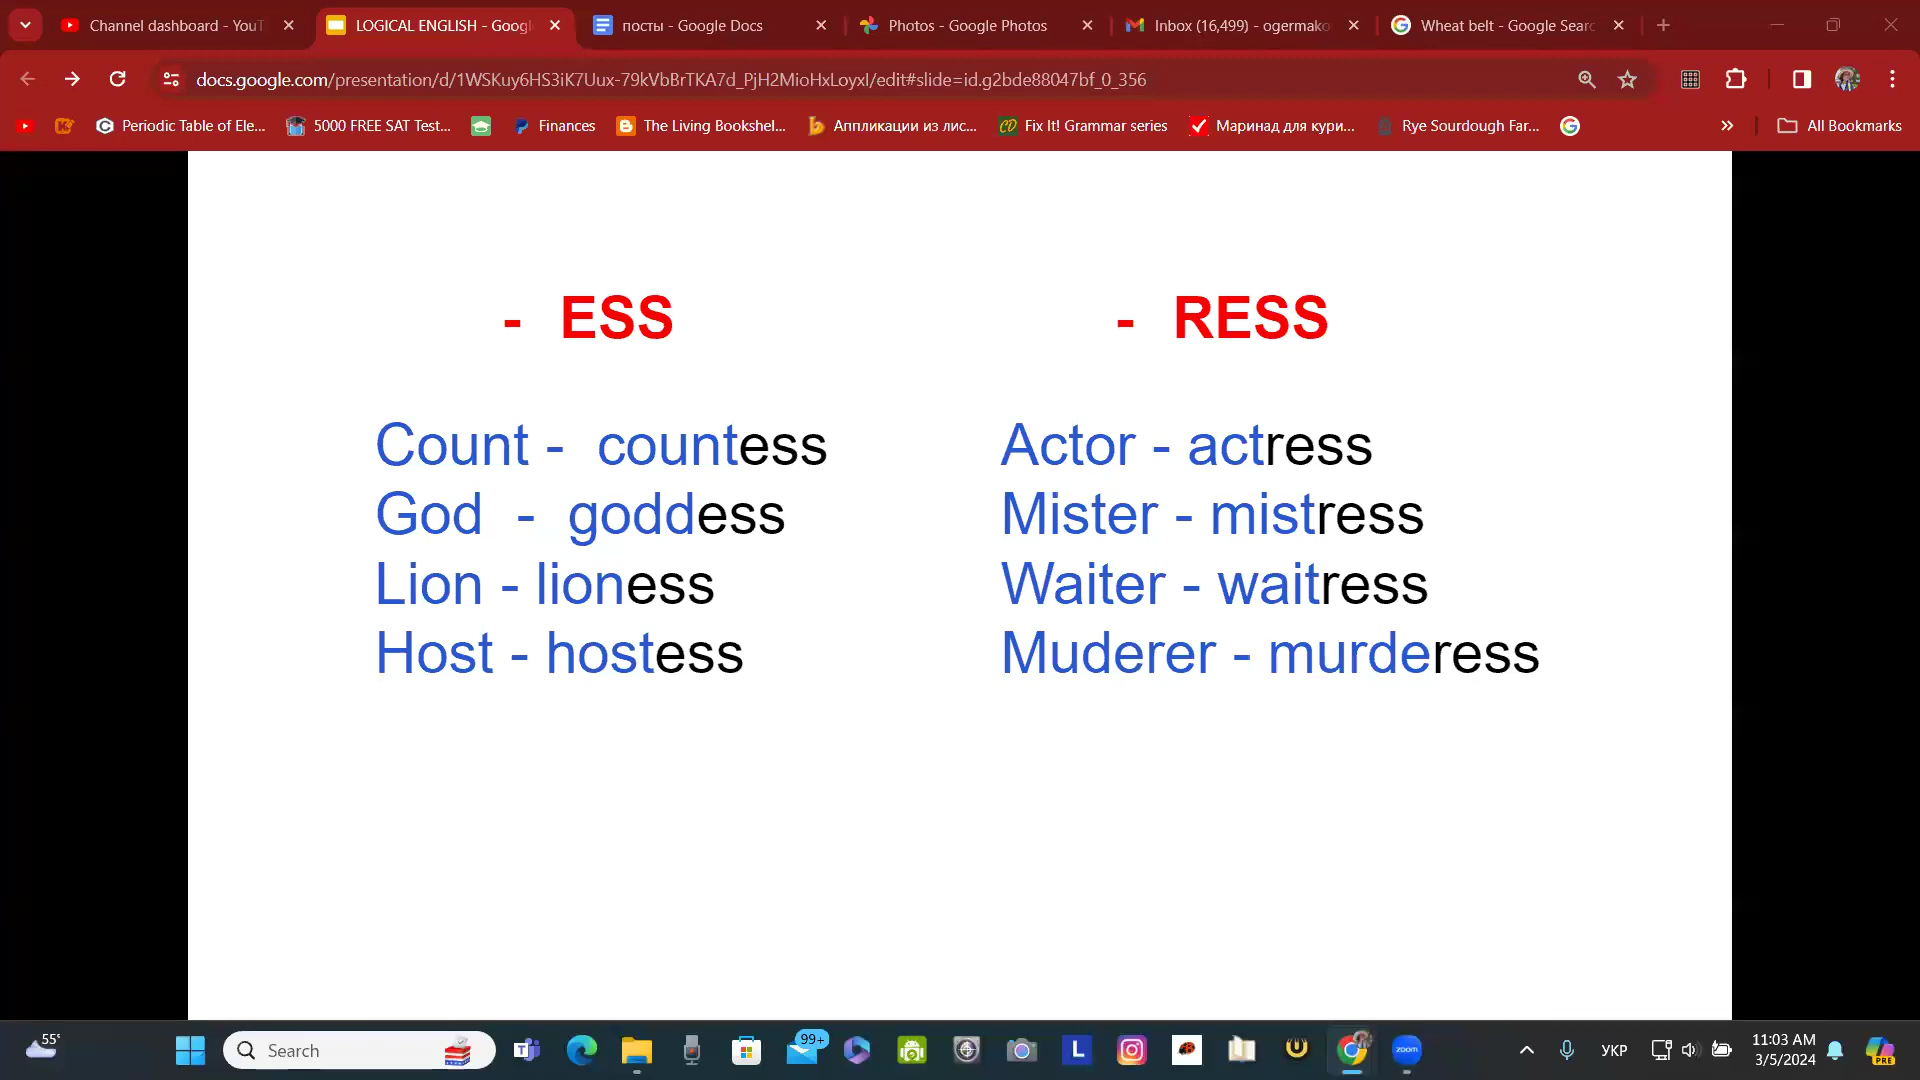 Channel dashboard - YouT
LOGICAL ENGLISH - Goog
посты - Google Docs
Photos - Google Photos
Inbox (16,499) - ogermako
Wheat belt - Google Searc
docs.google.com/presentation/d/1WSKuy6HS3iK7Uux-79kVbBrTKA7d_PjH2MioHxLoyxI/edit#slide=id.g2bde88047bf_0_356
Periodic Table of Ele...
5000 FREE SAT Test...
Finances
The Living Bookshel...
Аппликации из лис...
Fix It! Grammar series
Маринад для кури...
Rye Sourdough Far...
All Bookmarks
- ESS
Count - countess
God - goddess
Lion - lioness
Host - hostess
- RESS
Actor - actress
Mister - mistress
Waiter - waitress
Muderer - murderess
55°
Search
99+
L
zoom
УКР
11:03 AM
3/5/2024
PRE